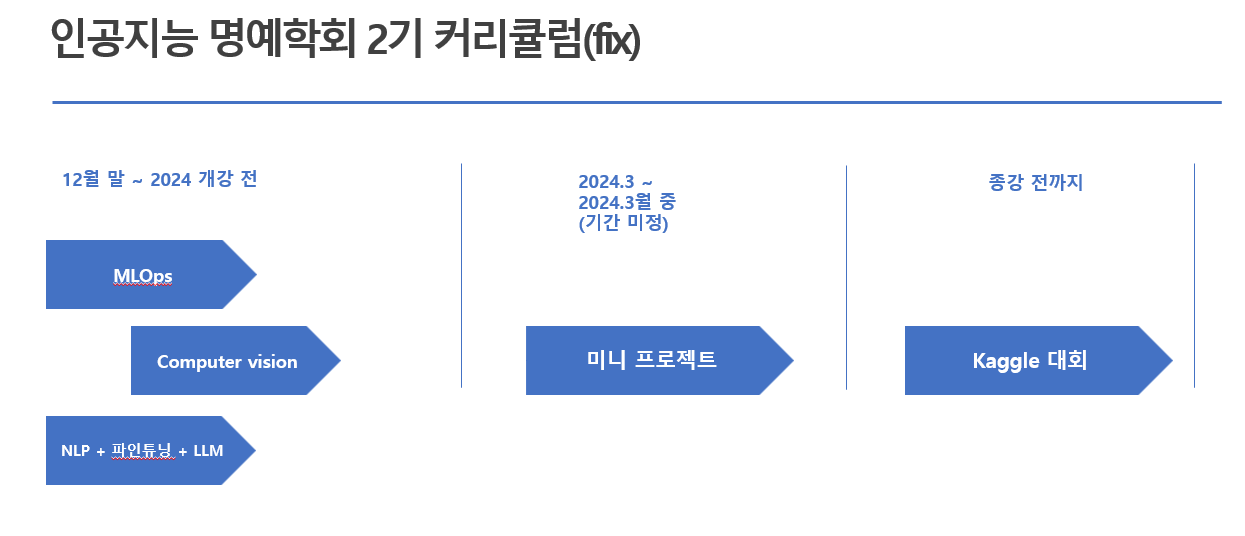 인공지능 명예학회 2기 커리큘럼(fix)
12월 말 ~ 2024 개강 전
MLOps
Computer vision
NLP + 파인튜닝 + LLM
2024.3 ~
2024.3월 중
(기간 미정)
미니 프로젝트
종강 전까지
Kaggle 대회